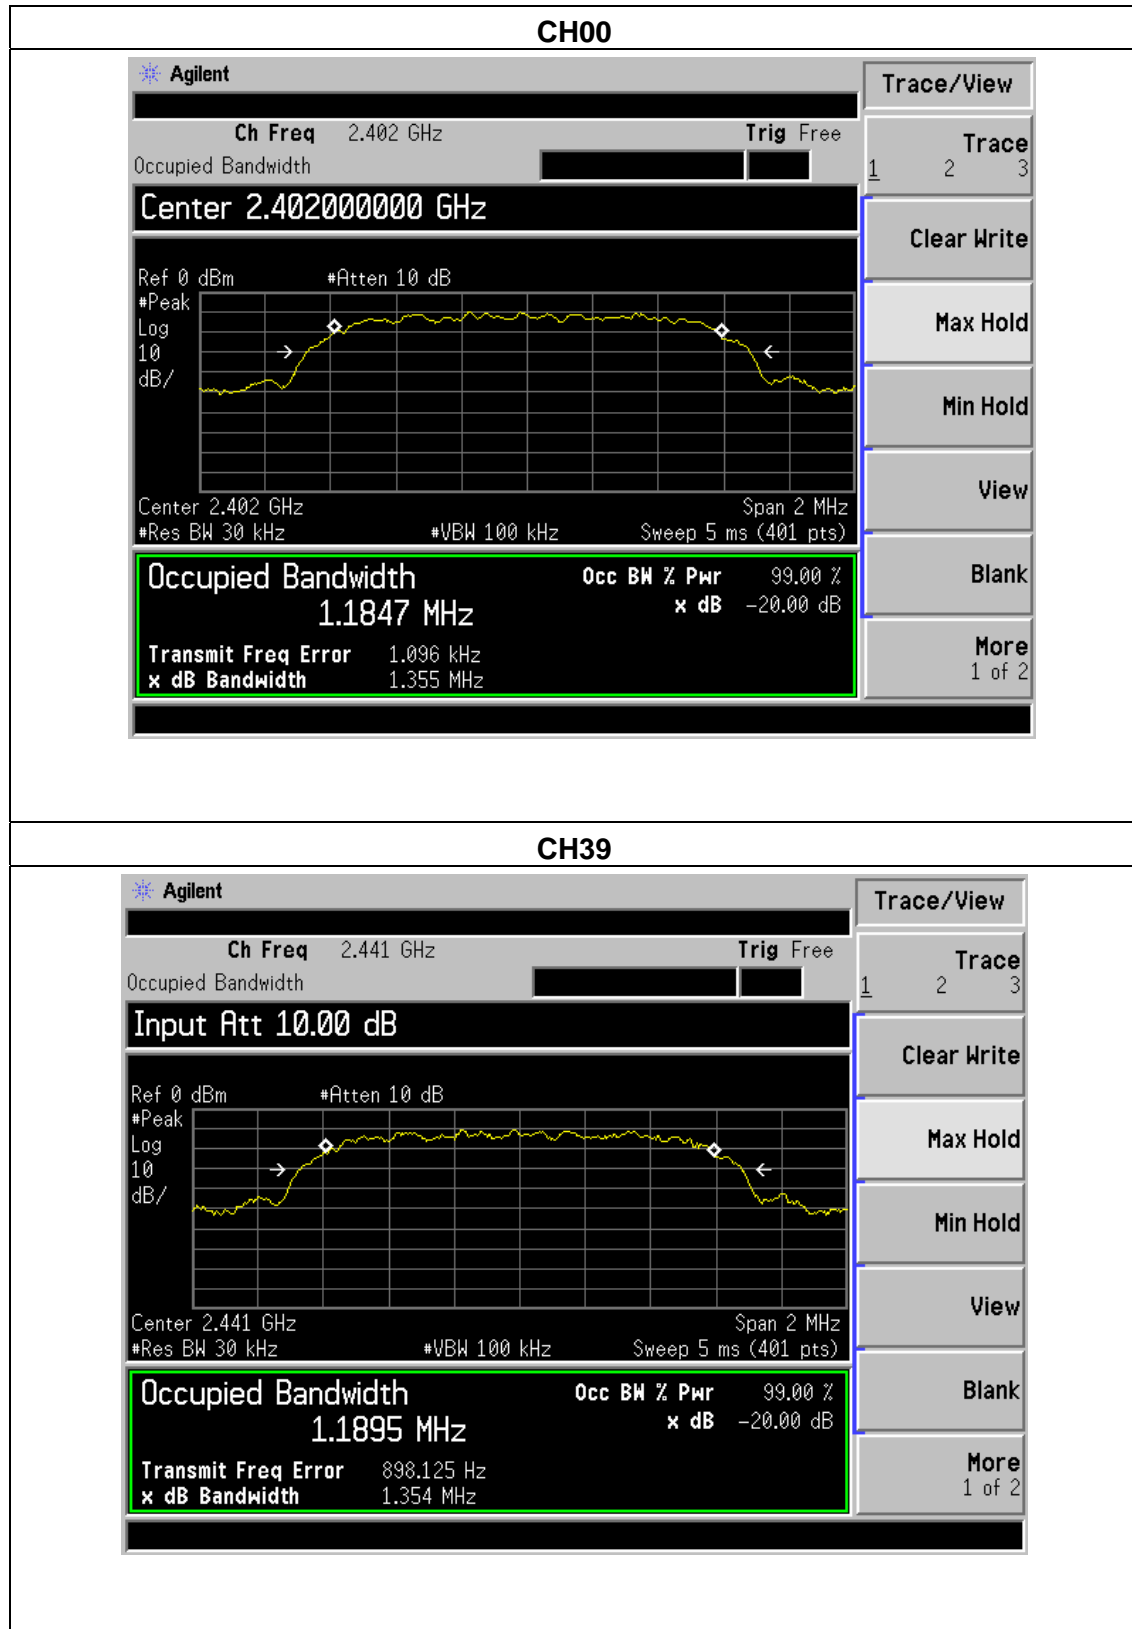 CH00
Agilent
Trace/View
Ch Freq 2.402 GHz Trig Free
Occupied Bandwidth
Trace
1 2 3
Center 2.402000000 GHz
Clear Write
Ref 0 dBm #Atten 10 dB
#Peak
Log
10
dB/
Max Hold
Min Hold
View
Center 2.402 GHz Span 2 MHz
#Res BW 30 kHz #VBW 100 kHz Sweep 5 ms (401 pts)
Occupied Bandwidth Occ BW % Pwr 99.00 %
1.1847 MHz x dB -20.00 dB
Blank
Transmit Freq Error 1.096 kHz
x dB Bandwidth 1.355 MHz
More
1 of 2
CH39
Agilent
Trace/View
Ch Freq 2.441 GHz Trig Free
Occupied Bandwidth
Trace
1 2 3
Input Att 10.00 dB
Clear Write
Ref 0 dBm #Atten 10 dB
#Peak
Log
10
dB/
Max Hold
Min Hold
View
Center 2.441 GHz Span 2 MHz
#Res BW 30 kHz #VBW 100 kHz Sweep 5 ms (401 pts)
Occupied Bandwidth Occ BW % Pwr 99.00 %
1.1895 MHz x dB -20.00 dB
Blank
Transmit Freq Error 898.125 Hz
x dB Bandwidth 1.354 MHz
More
1 of 2